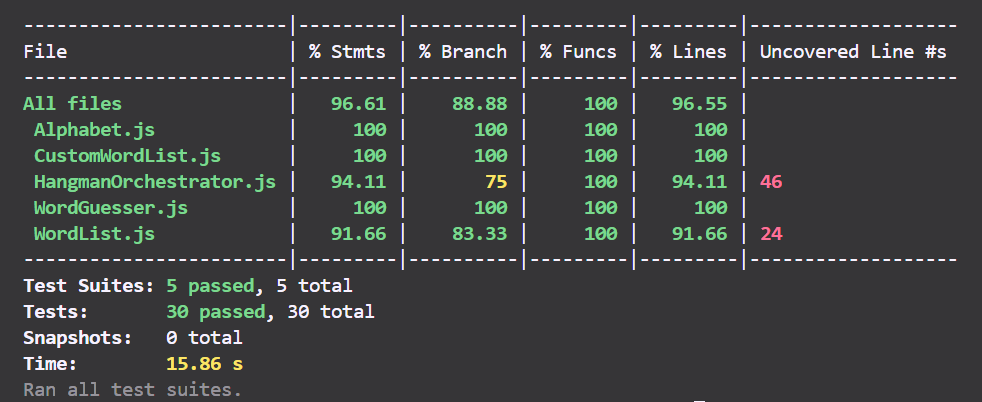 ------------------------|---------|----------|---------|---------|-------------------
File                    | % Stmts | % Branch | % Funcs | % Lines | Uncovered Line #s
------------------------|---------|----------|---------|---------|-------------------
All files               |   96.61 |    88.88 |     100 |   96.55 |
 Alphabet.js            |     100 |      100 |     100 |     100 |
 CustomWordList.js      |     100 |      100 |     100 |     100 |
 HangmanOrchestrator.js |   94.11 |       75 |     100 |   94.11 | 46
 WordGuesser.js         |     100 |      100 |     100 |     100 |
 WordList.js            |   91.66 |    83.33 |     100 |   91.66 | 24
------------------------|---------|----------|---------|---------|-------------------
Test Suites: 5 passed, 5 total
Tests:       30 passed, 30 total
Snapshots:   0 total
Time:        15.86 s
Ran all test suites.